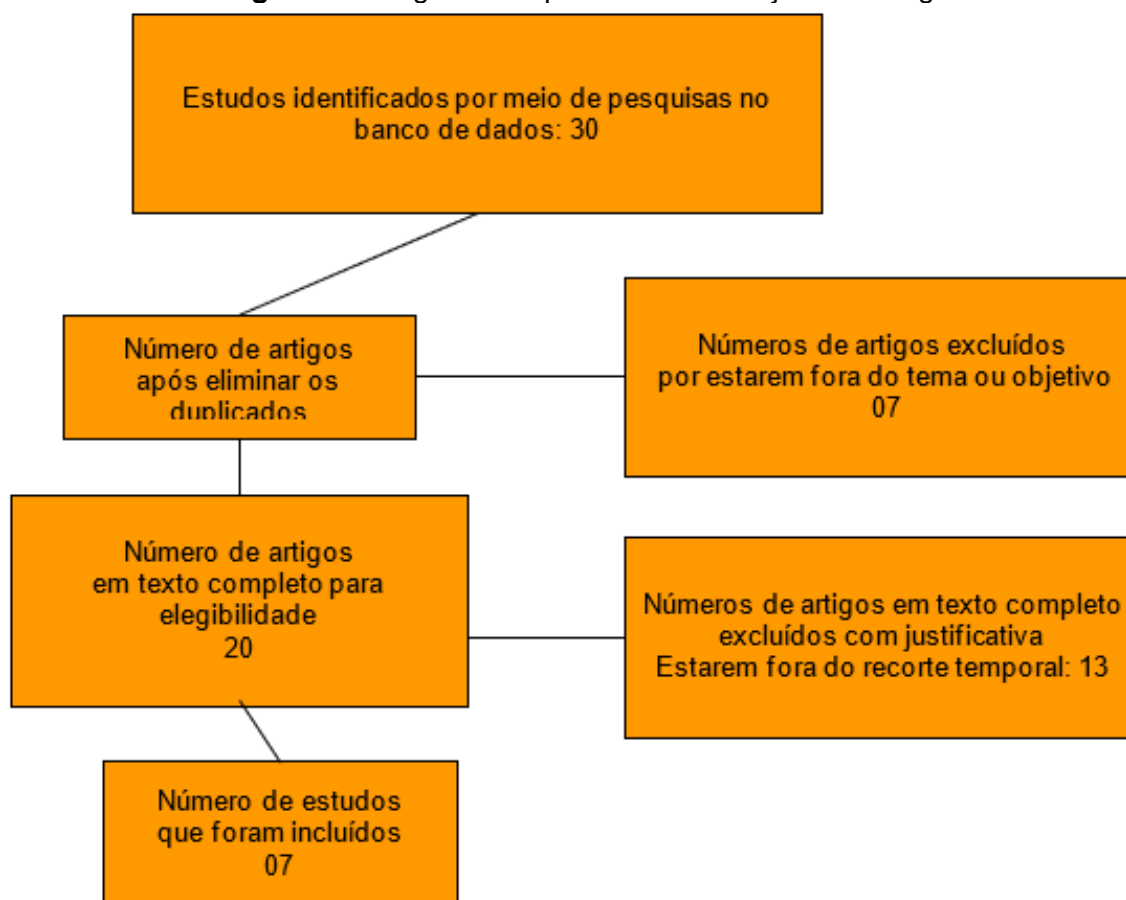 Estudos identificados por meio de pesquisas no
banco de dados: 30
Número de artigos
após eliminar os
duplicados
Números de artigos excluídos
por estarem fora do tema ou objetivo
07
Número de artigos
em texto completo para
elegibilidade
20
Números de artigos em texto completo
excluídos com justificativa
Estarem fora do recorte temporal: 13
Número de estudos
que foram incluídos
07